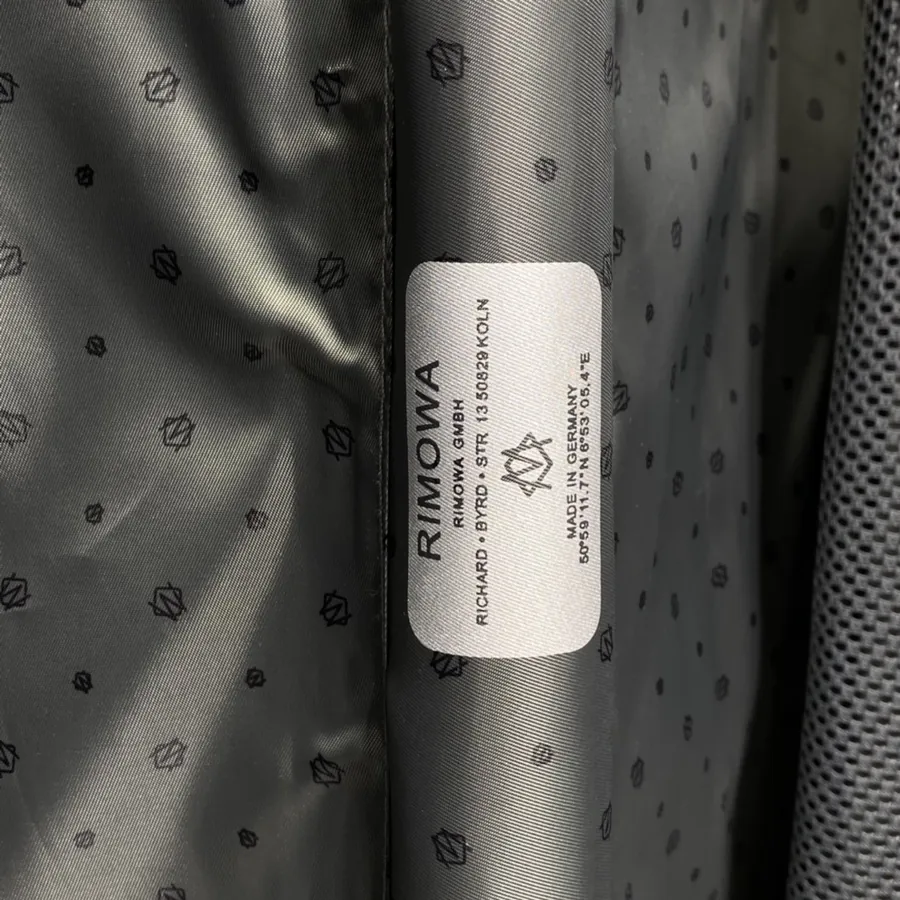 RIMOWA
RIMOWA GMBH
RICHARD • BYRD • STR 13 50829 KOLN
MADE IN GERMANY
50°59'11.7"N 6°53'05.4"E